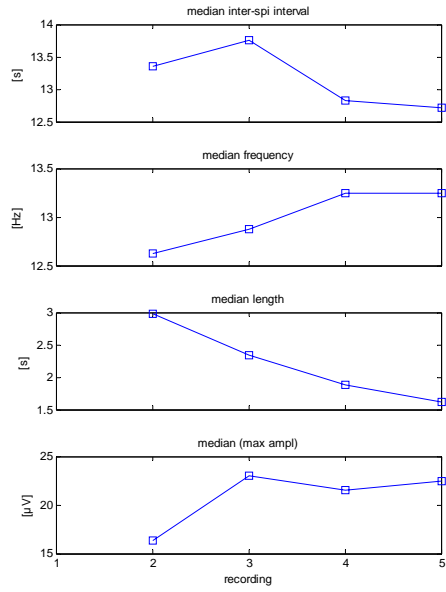 median inter-spi interval
14
13.5
13
12.5
[s]
median frequency
13.5
13
12.5
[Hz]
median length
3
2.5
2
1.5
[s]
median (max ampl)
25
20
15
[µV]
1 2 3 4 5
recording